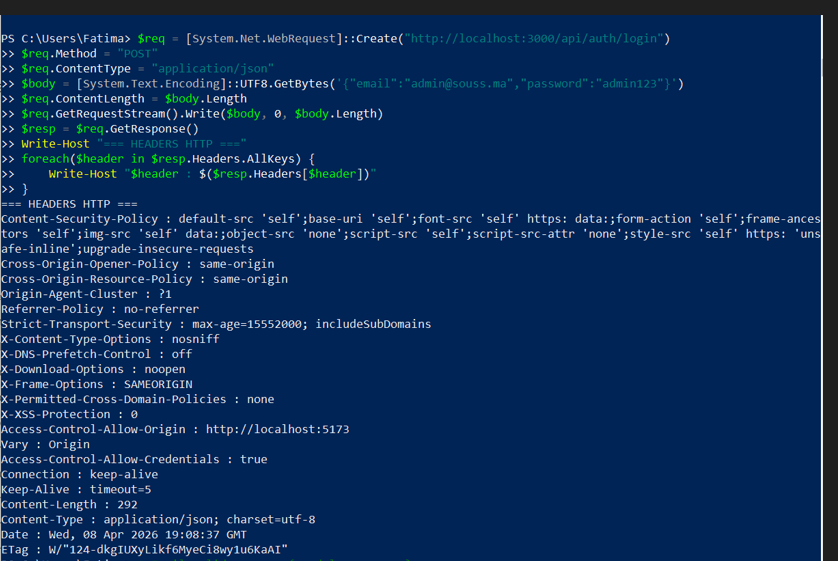 PS C:\Users\Fatima> $req = [System.Net.WebRequest]::Create("http://localhost:3000/api/auth/login")
>> $req.Method = "POST"
>> $req.ContentType = "application/json"
>> $body = [System.Text.Encoding]::UTF8.GetBytes('{"email":"admin@souss.ma","password":"admin123"}')
>> $req.ContentLength = $body.Length
>> $req.GetRequestStream().Write($body, 0, $body.Length)
>> $resp = $req.GetResponse()
>> Write-Host "=== HEADERS HTTP ==="
>> foreach($header in $resp.Headers.AllKeys) {
>>     Write-Host "$header : $($resp.Headers[$header])"
>> }
=== HEADERS HTTP ===
Content-Security-Policy : default-src 'self';base-uri 'self';font-src 'self' https: data:;form-action 'self';frame-ances
tors 'self';img-src 'self' data:;object-src 'none';script-src 'self';script-src-attr 'none';style-src 'self' https: 'uns
afe-inline';upgrade-insecure-requests
Cross-Origin-Opener-Policy : same-origin
Cross-Origin-Resource-Policy : same-origin
Origin-Agent-Cluster : ?1
Referrer-Policy : no-referrer
Strict-Transport-Security : max-age=15552000; includeSubDomains
X-Content-Type-Options : nosniff
X-DNS-Prefetch-Control : off
X-Download-Options : noopen
X-Frame-Options : SAMEORIGIN
X-Permitted-Cross-Domain-Policies : none
X-XSS-Protection : 0
Access-Control-Allow-Origin : http://localhost:5173
Vary : Origin
Access-Control-Allow-Credentials : true
Connection : keep-alive
Keep-Alive : timeout=5
Content-Length : 292
Content-Type : application/json; charset=utf-8
Date : Wed, 08 Apr 2026 19:08:37 GMT
ETag : W/"124-dkgIUXyLikf6MyeCi8wy1u6KaAI"